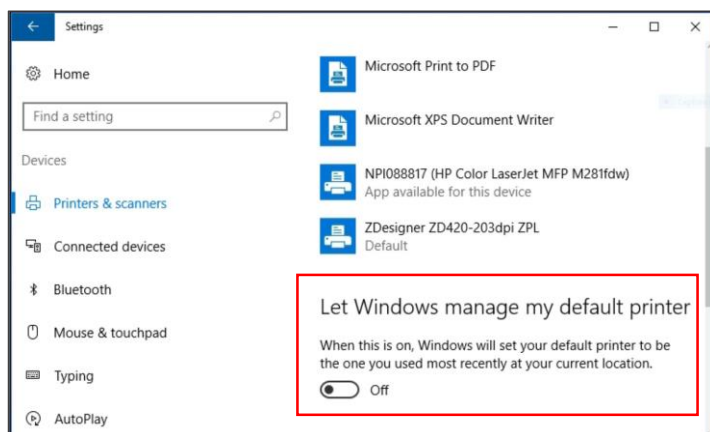 Settings
Home
Find a setting
Devices
Printers & scanners
Connected devices
Bluetooth
Mouse & touchpad
Typing
AutoPlay
Microsoft Print to PDF
Microsoft XPS Document Writer
NPI088817 (HP Color LaserJet MFP M281fdw)
App available for this device
ZDesigner ZD420-203dpi ZPL
Default
Let Windows manage my default printer
When this is on, Windows will set your default printer to be
the one you used most recently at your current location.
Off